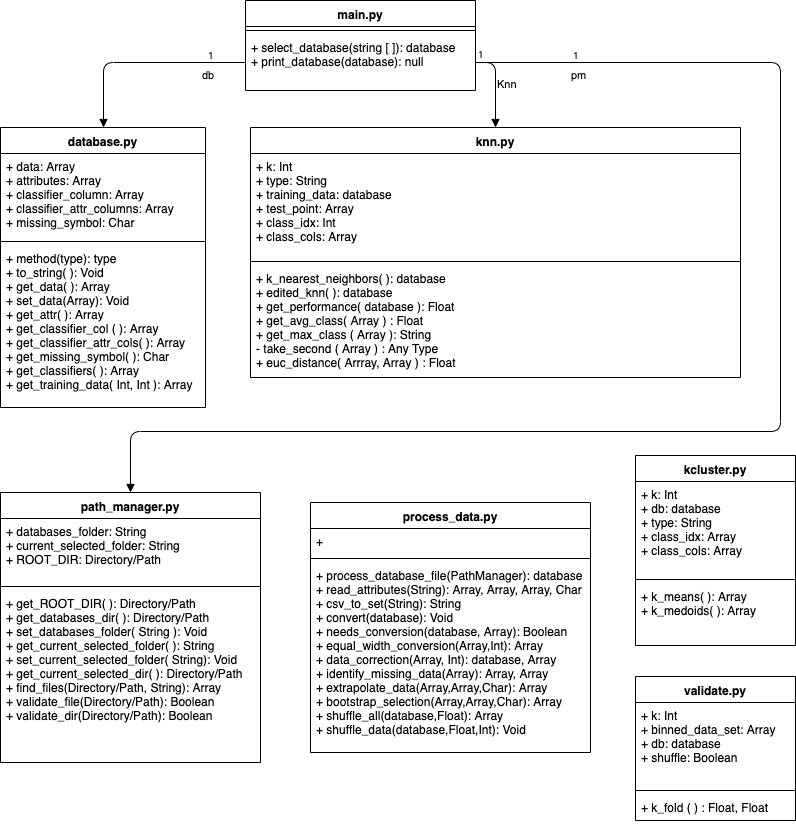 main.py
+ select_database(string [ ]): database
+ print_database(database): null
1
db
1
Knn
1
pm
database.py
+ data: Array
+ attributes: Array
+ classifier_column: Array
+ classifier_attr_columns: Array
+ missing_symbol: Char
+ method(type): type
+ to_string( ): Void
+ get_data( ): Array
+ set_data(Array): Void
+ get_attr( ): Array
+ get_classifier_col ( ): Array
+ get_classifier_attr_cols( ): Array
+ get_missing_symbol( ): Char
+ get_classifiers( ): Array
+ get_training_data( Int, Int ): Array
knn.py
+ k: Int
+ type: String
+ training_data: database
+ test_point: Array
+ class_idx: Int
+ class_cols: Array
+ k_nearest_neighbors( ): database
+ edited_knn( ): database
+ get_performance( database ): Float
+ get_avg_class( Array ) : Float
+ get_max_class ( Array ): String
- take_second ( Array ) : Any Type
+ euc_distance( Arrray, Array ) : Float
path_manager.py
+ databases_folder: String
+ current_selected_folder: String
+ ROOT_DIR: Directory/Path
+ get_ROOT_DIR( ): Directory/Path
+ get_databases_dir( ): Directory/Path
+ set_databases_folder( String ): Void
+ get_current_selected_folder( ): String
+ set_current_selected_folder( String): Void
+ get_current_selected_dir( ): Directory/Path
+ find_files(Directory/Path, String): Array
+ validate_file(Directory/Path): Boolean
+ validate_dir(Directory/Path): Boolean
process_data.py
+
+ process_database_file(PathManager): database
+ read_attributes(String): Array, Array, Array, Char
+ csv_to_set(String): String
+ convert(database): Void
+ needs_conversion(database, Array): Boolean
+ equal_width_conversion(Array,Int): Array
+ data_correction(Array, Int): database, Array
+ identify_missing_data(Array): Array, Array
+ extrapolate_data(Array,Array,Char): Array
+ bootstrap_selection(Array,Array,Char): Array
+ shuffle_all(database,Float): Array
+ shuffle_data(database,Float,Int): Void
kcluster.py
+ k: Int
+ db: database
+ type: String
+ class_idx: Array
+ class_cols: Array
+ k_means( ): Array
+ k_medoids( ): Array
validate.py
+ k: Int
+ binned_data_set: Array
+ db: database
+ shuffle: Boolean
+ k_fold ( ) : Float, Float